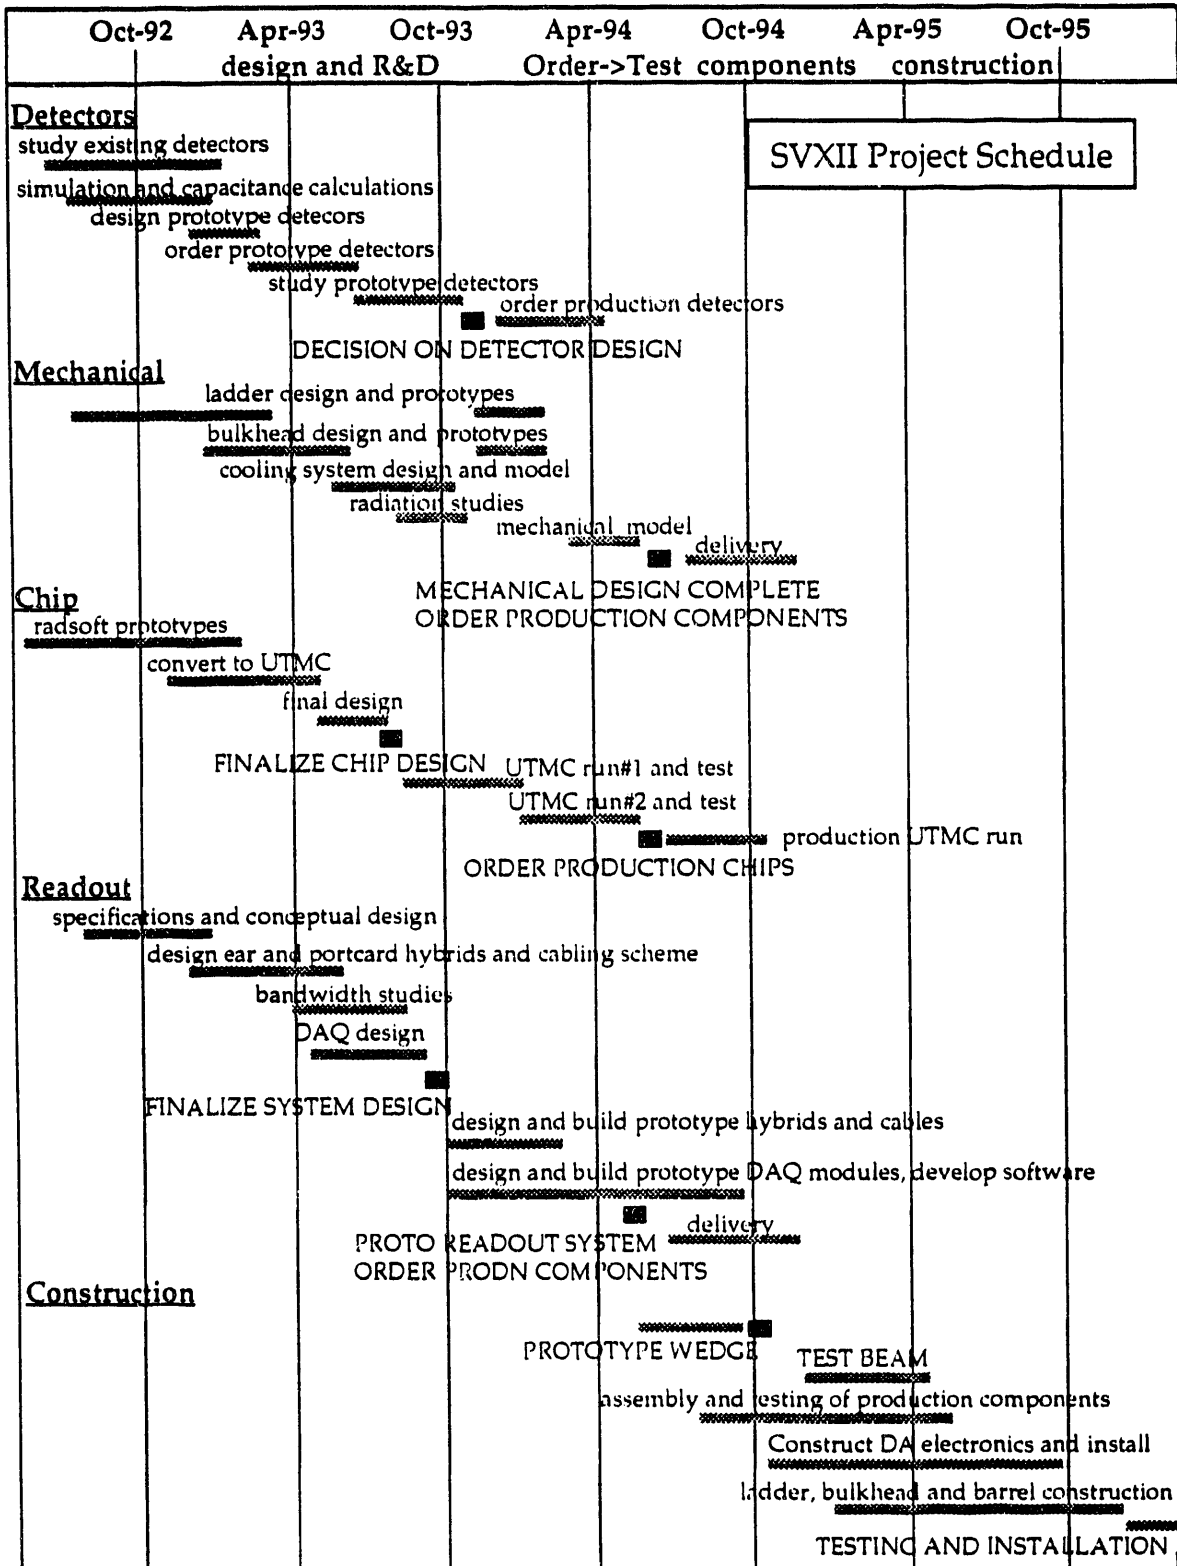 Oct-92 Apr-93 Oct-93 Apr-94 Oct-94 Apr-95 Oct-95
design and R&D Order->Test components construction
SVXII Project Schedule
Detectors
study existing detectors
simulation and capacitance calculations
design prototype detecors
order prototype detectors
study prototype detectors
order production detectors
DECISION ON DETECTOR DESIGN
Mechanical
ladder design and prototypes
bulkhead design and prototypes
cooling system design and model
radiation studies
mechanical model
delivery
MECHANICAL DESIGN COMPLETE
ORDER PRODUCTION COMPONENTS
Chip
radsoft prototypes
convert to UTMC
final design
FINALIZE CHIP DESIGN
UTMC run#1 and test
UTMC run#2 and test
production UTMC run
ORDER PRODUCTION CHIPS
Readout
specifications and conceptual design
design ear and portcard hybrids and cabling scheme
bandwidth studies
DAQ design
FINALIZE SYSTEM DESIGN
design and build prototype hybrids and cables
design and build prototype DAQ modules, develop software
delivery
PROTO READOUT SYSTEM
ORDER PRODN COMPONENTS
Construction
PROTOTYPE WEDGE
TEST BEAM
assembly and testing of production components
Construct DA electronics and install
ladder, bulkhead and barrel construction
TESTING AND INSTALLATION